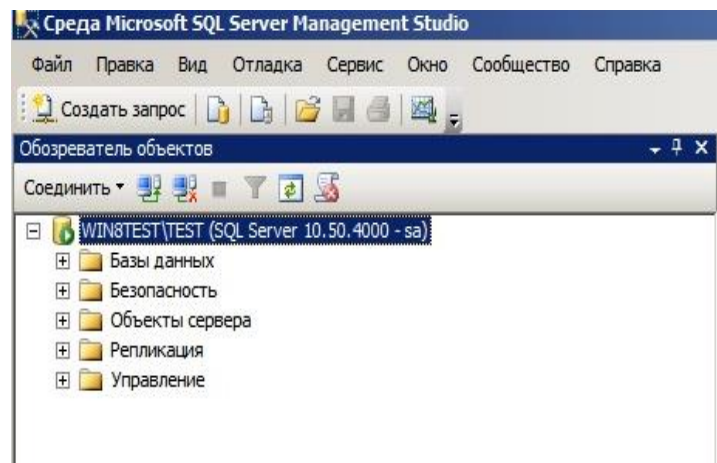 Среда Microsoft SQL Server Management Studio
Файл Правка Вид Отладка Сервис Окно Сообщество Справка
Создать запрос
Обозреватель объектов
Соединить
WIN8TEST\TEST (SQL Server 10.50.4000 - sa)
Базы данных
Безопасность
Объекты сервера
Репликация
Управление